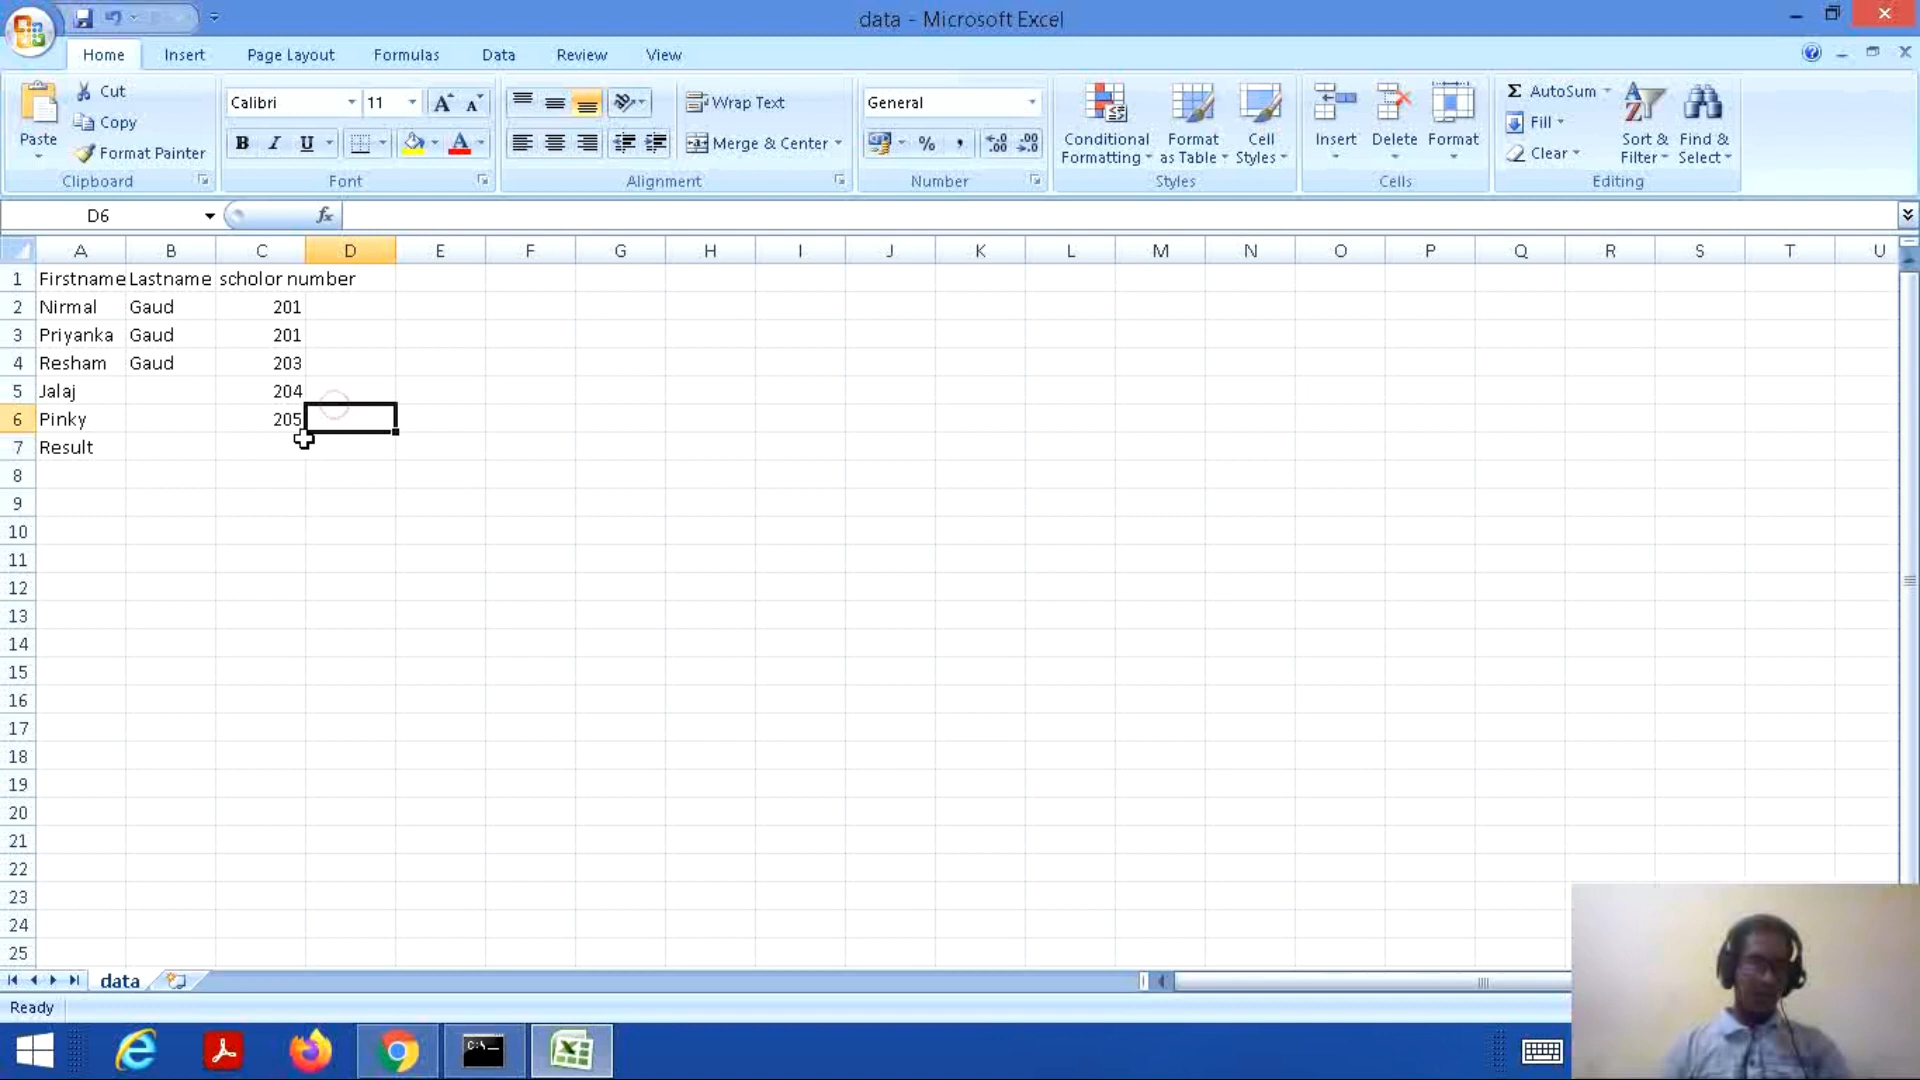 data - Microsoft Excel
Home Insert Page Layout Formulas Data Review View
Paste
Cut
Copy
Format Painter
Clipboard
Calibri 11
B I U A
Font
Wrap Text
Merge & Center
Alignment
General
% ,
Number
Conditional Formatting
Format as Table
Cell Styles
Styles
Insert Delete Format
Cells
Σ AutoSum
Fill
Clear
Sort & Filter
Find & Select
Editing
D6 fx
A B C D E F G H I J K L M N O P Q R S T U
1 Firstname Lastname scholor number
2 Nirmal Gaud 201
3 Priyanka Gaud 201
4 Resham Gaud 203
5 Jalaj 204
6 Pinky 205
7 Result
8
9
10
11
12
13
14
15
16
17
18
19
20
21
22
23
24
25
data
Ready
C:\